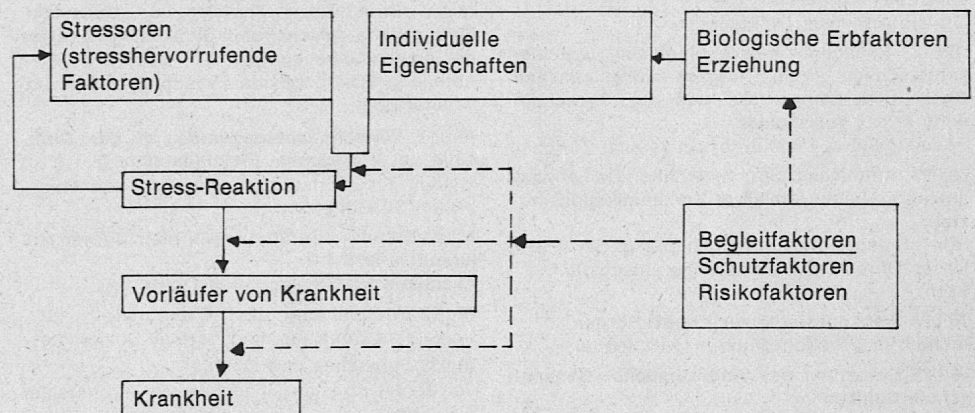 Stressoren
(stresshervorrufende
Faktoren)
Individuelle
Eigenschaften
Biologische Erbfaktoren
Erziehung
Stress-Reaktion
Begleitfaktoren
Schutzfaktoren
Risikofaktoren
Vorläufer von Krankheit
Krankheit